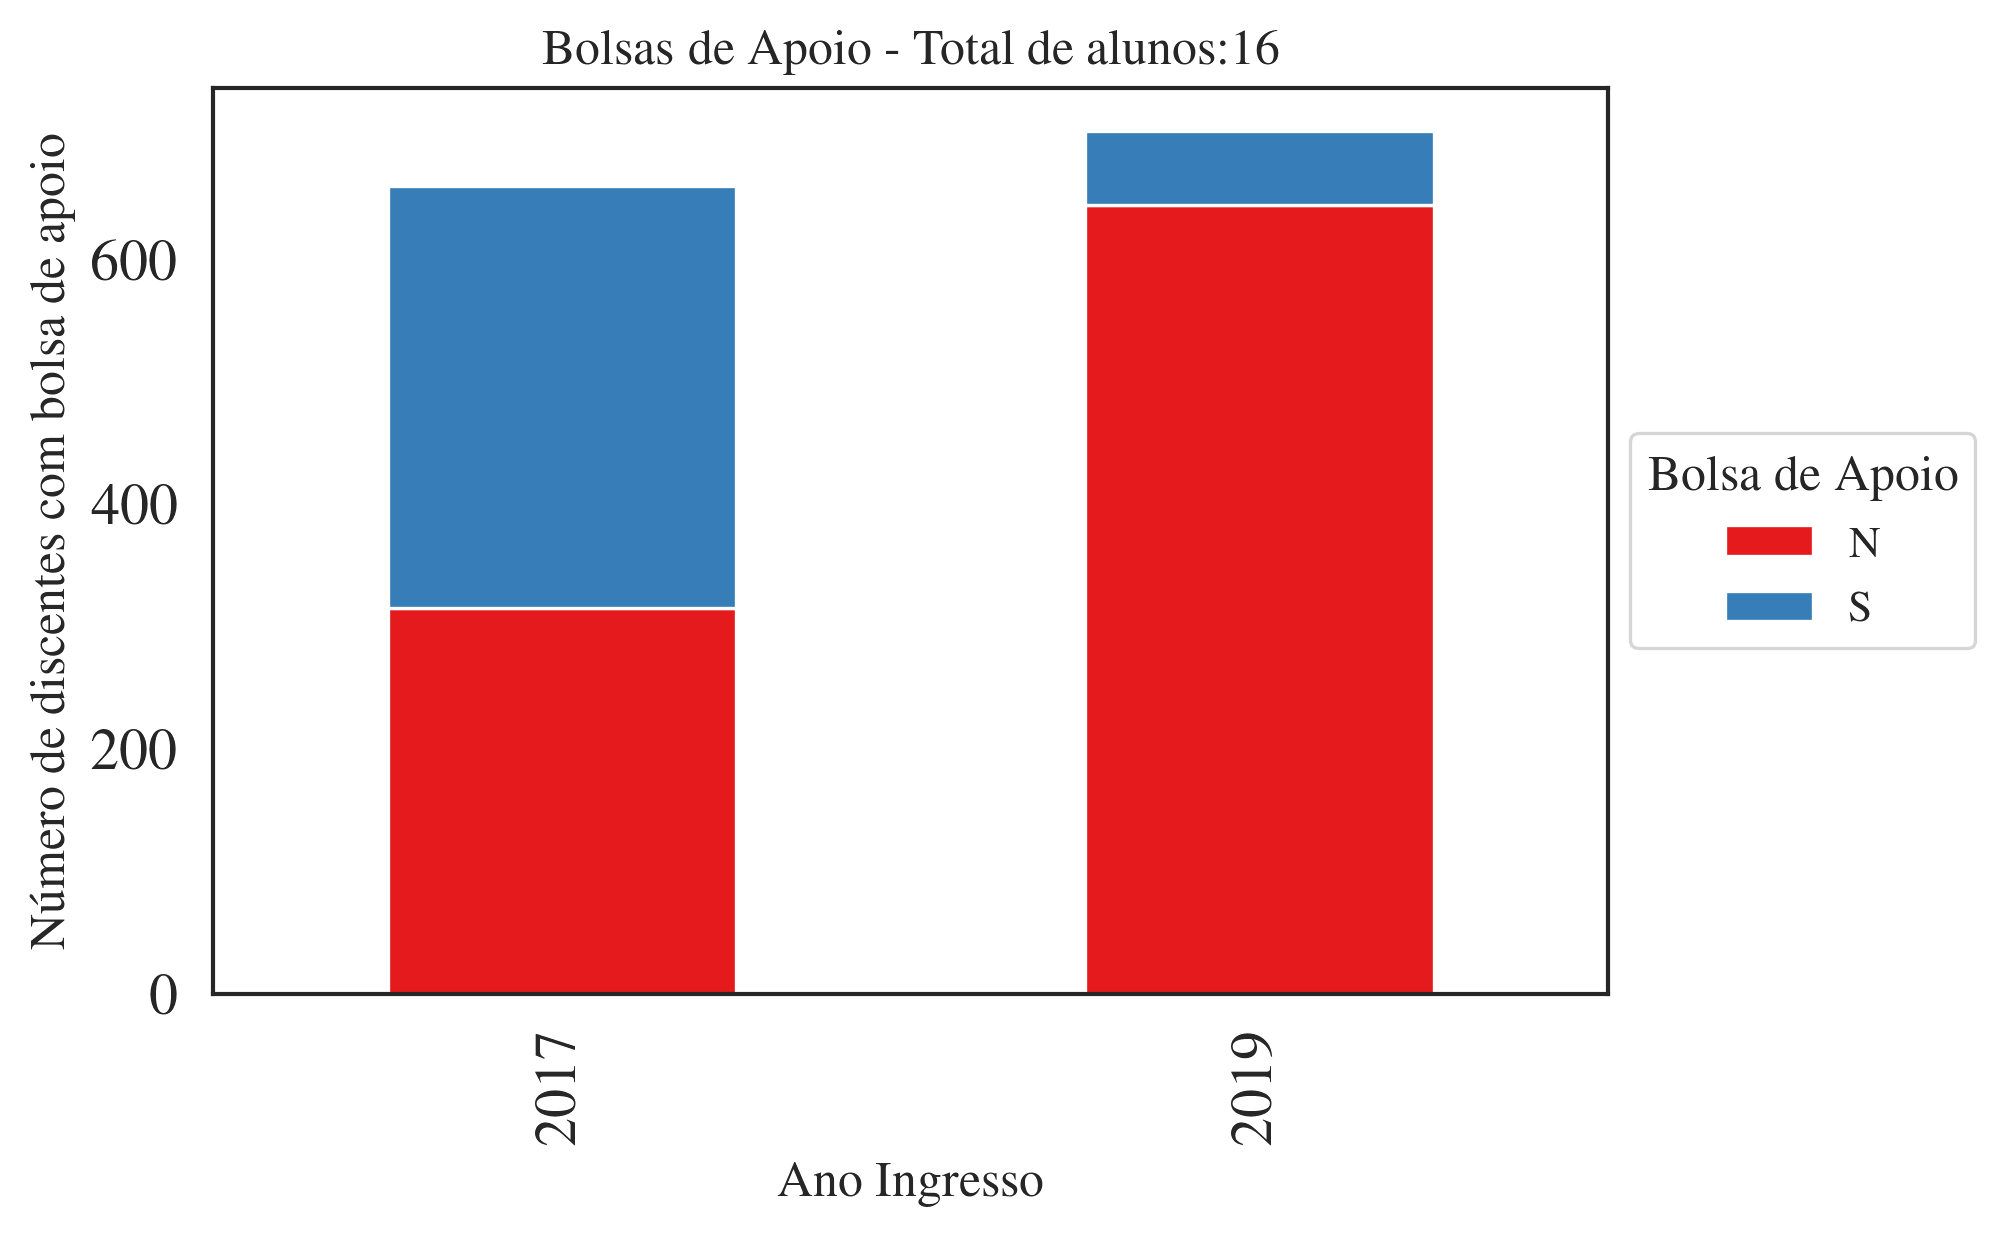 Bolsas de Apoio - Total de alunos:16
Número de discentes com bolsa de apoio
600
400
200
0
2017
2019
Ano Ingresso
Bolsa de Apoio
N
S